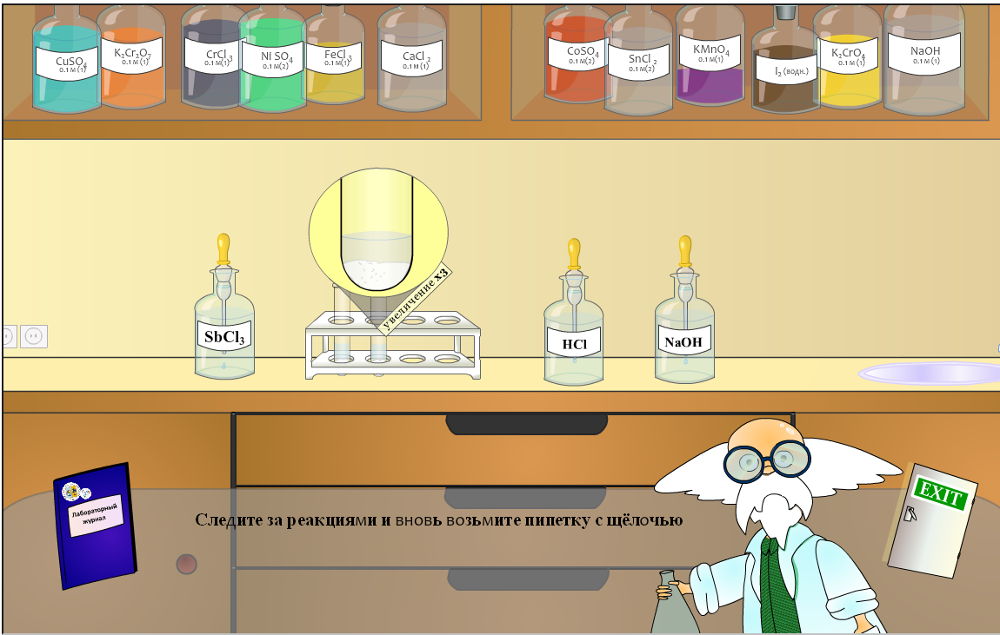 CuSO4
0.1 M (1)
K2Cr2O7
0.1 M (1)
CrCl3
0.1 M(1)
NI SO4
0.1 M(2)
FeCl3
0.1 M(1)
CaCl2
0.1 M (1)
CoSO4
0.1 M(2)
SnCl2
0.1 M(2)
KMnO4
0.1 M(1)
I2 (водн.)
K2CrO4
0.1 M(1)
NaOH
0.1 M (1)
увеличение х3
SbCl3
HCl
NaOH
Лабораторный
журнал
EXIT
Следите за реакциями и вновь возьмите пипетку с щёлочью